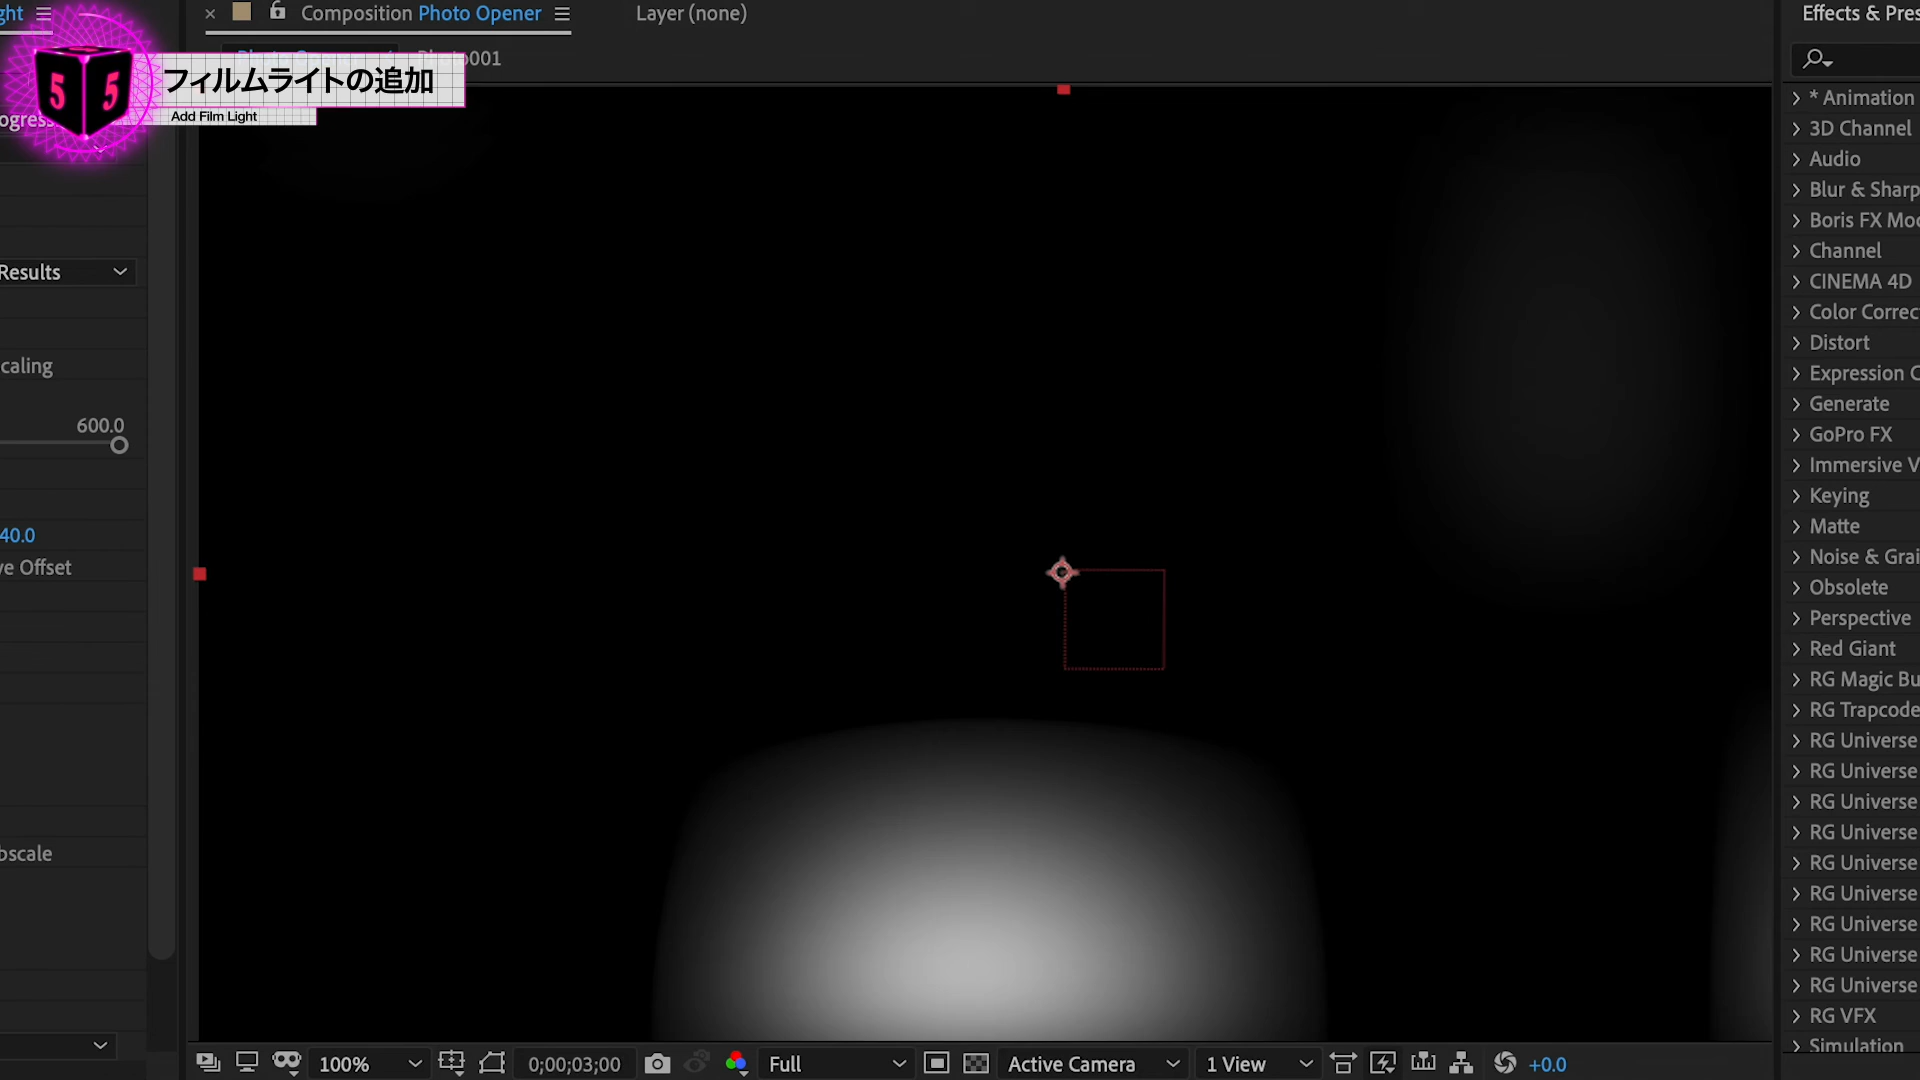 ght
Composition Photo Opener
Layer (none)
Effects & Pres
001
5 5
フィルムライトの追加
Add Film Light
ogress
Results
caling
600.0
40.0
ve Offset
bscale
* Animation
3D Channel
Audio
Blur & Sharp
Boris FX Moc
Channel
CINEMA 4D
Color Correc
Distort
Expression C
Generate
GoPro FX
Immersive V
Keying
Matte
Noise & Grai
Obsolete
Perspective
Red Giant
RG Magic Bu
RG Trapcode
RG Universe
RG Universe
RG Universe
RG Universe
RG Universe
RG Universe
RG Universe
RG Universe
RG Universe
RG VFX
Simulation
100%
0;00;03;00
Full
Active Camera
1 View
+0.0